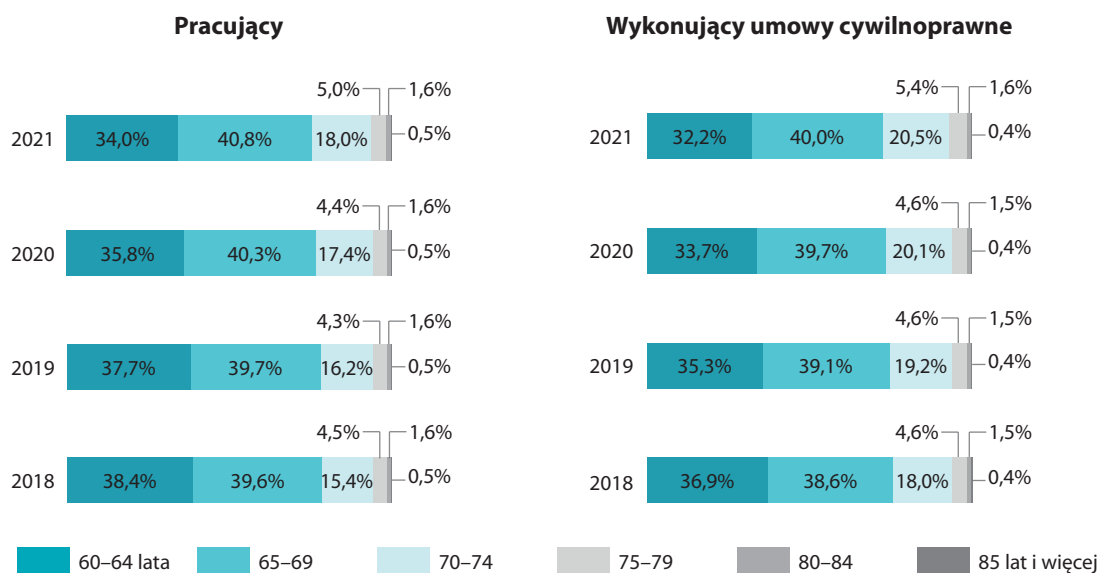 Pracujący
5,0% 1,6%
2021 34,0% 40,8% 18,0% 0,5%
4,4% 1,6%
2020 35,8% 40,3% 17,4% 0,5%
4,3% 1,6%
2019 37,7% 39,7% 16,2% 0,5%
4,5% 1,6%
2018 38,4% 39,6% 15,4% 0,5%
Wykonujący umowy cywilnoprawne
5,4% 1,6%
2021 32,2% 40,0% 20,5% 0,4%
4,6% 1,5%
2020 33,7% 39,7% 20,1% 0,4%
4,6% 1,5%
2019 35,3% 39,1% 19,2% 0,4%
4,6% 1,5%
2018 36,9% 38,6% 18,0% 0,4%
60–64 lata 65–69 70–74 75–79 80–84 85 lat i więcej